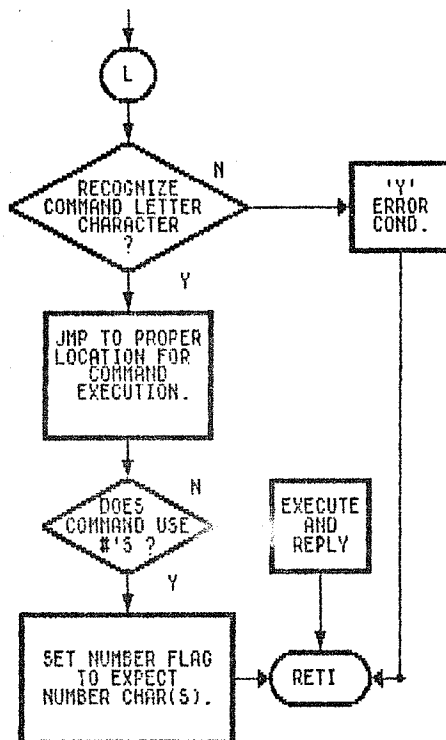 L
N
RECOGNIZE
COMMAND LETTER
CHARACTER
?
'Y'
ERROR
COND.
Y
JMP TO PROPER
LOCATION FOR
COMMAND
EXECUTION.
N
DOES
COMMAND USE
#'S ?
EXECUTE
AND
REPLY
Y
SET NUMBER FLAG
TO EXPECT
NUMBER CHAR(S).
RETI